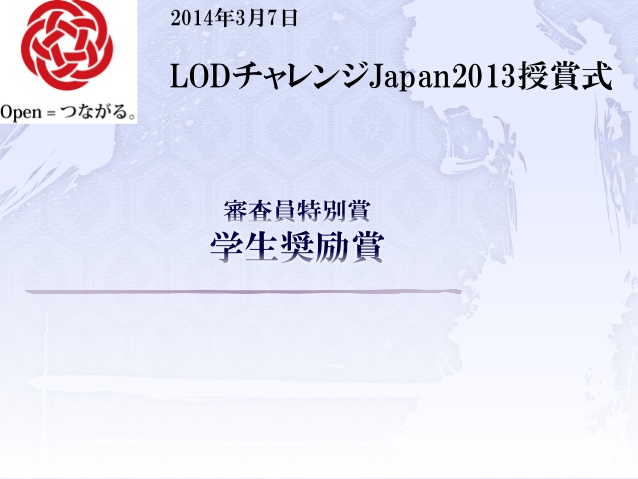 2014年3月7日
LODチャレンジJapan2013授賞式
Open = つながる。
審査員特別賞
学生奨励賞